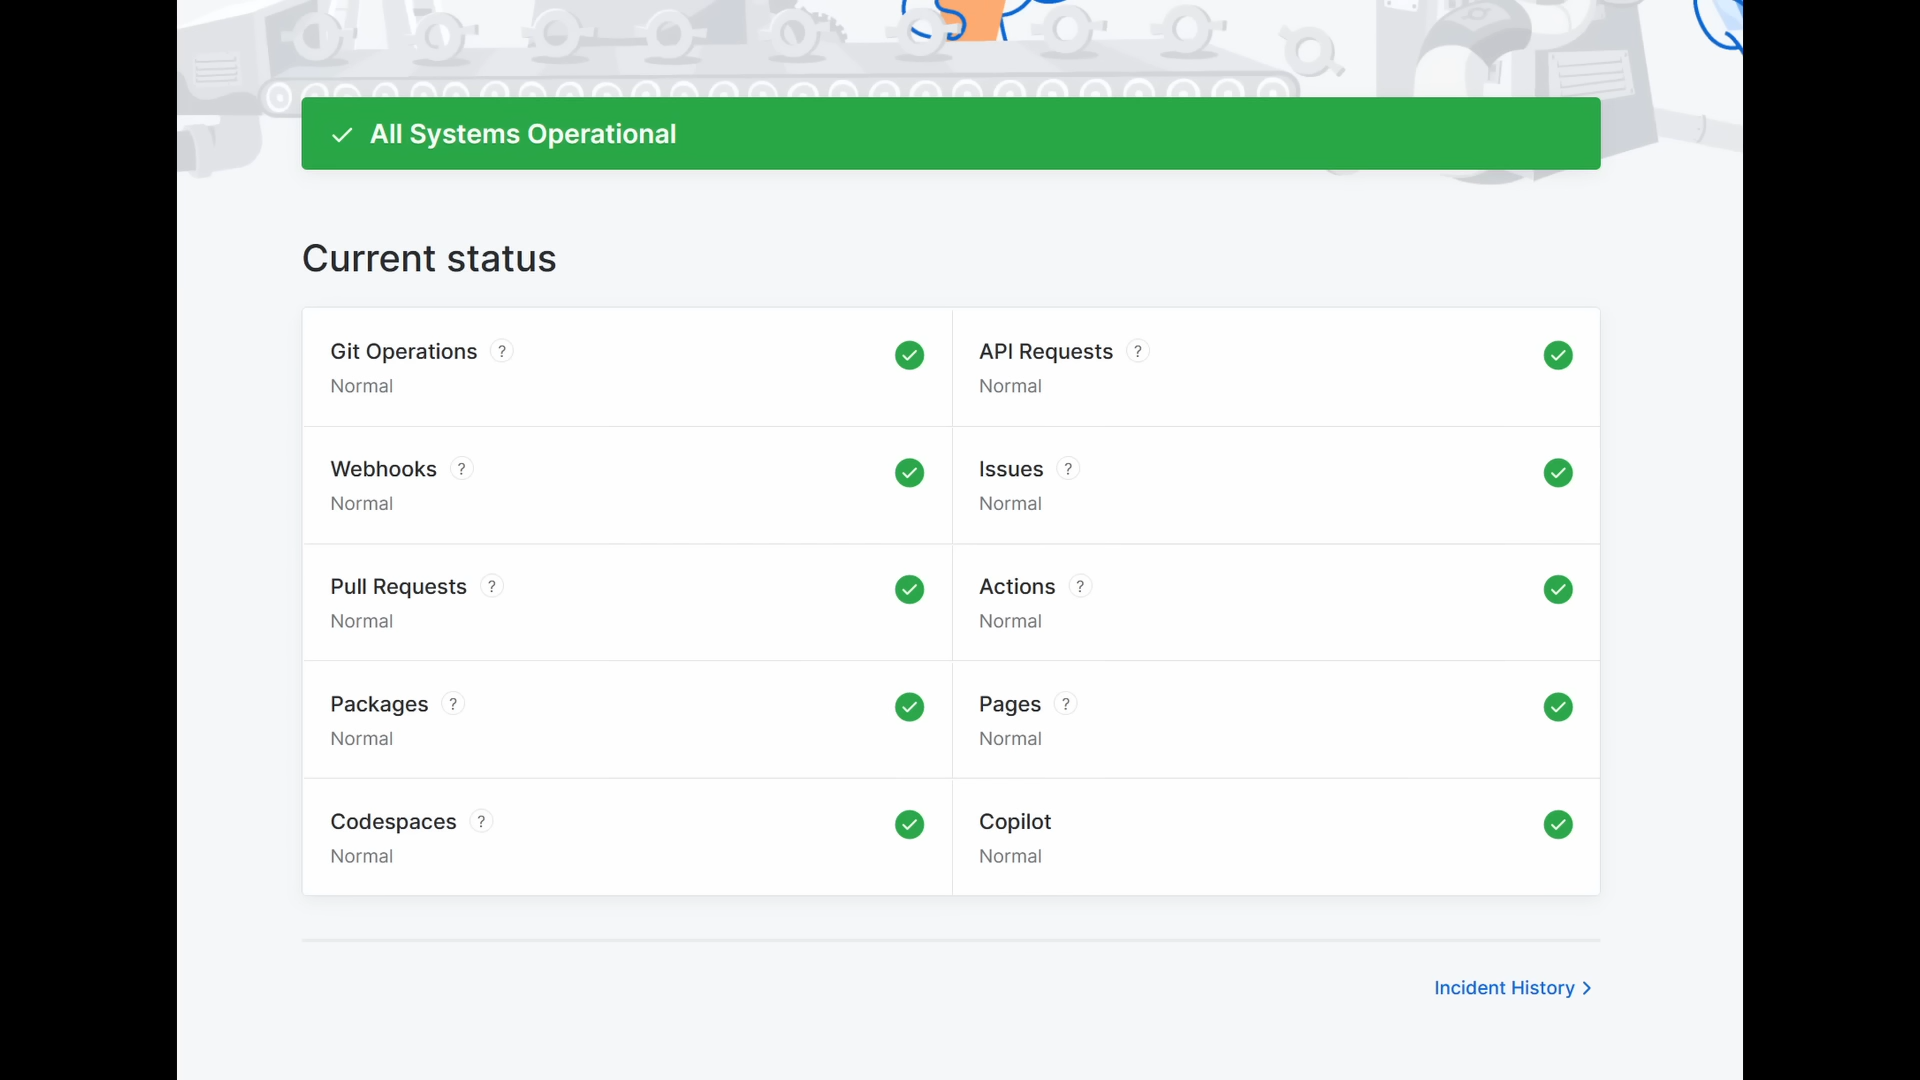 All Systems Operational
Current status
Git Operations ?
Normal
API Requests ?
Normal
Webhooks ?
Normal
Issues ?
Normal
Pull Requests ?
Normal
Actions ?
Normal
Packages ?
Normal
Pages ?
Normal
Codespaces ?
Normal
Copilot
Normal
Incident History